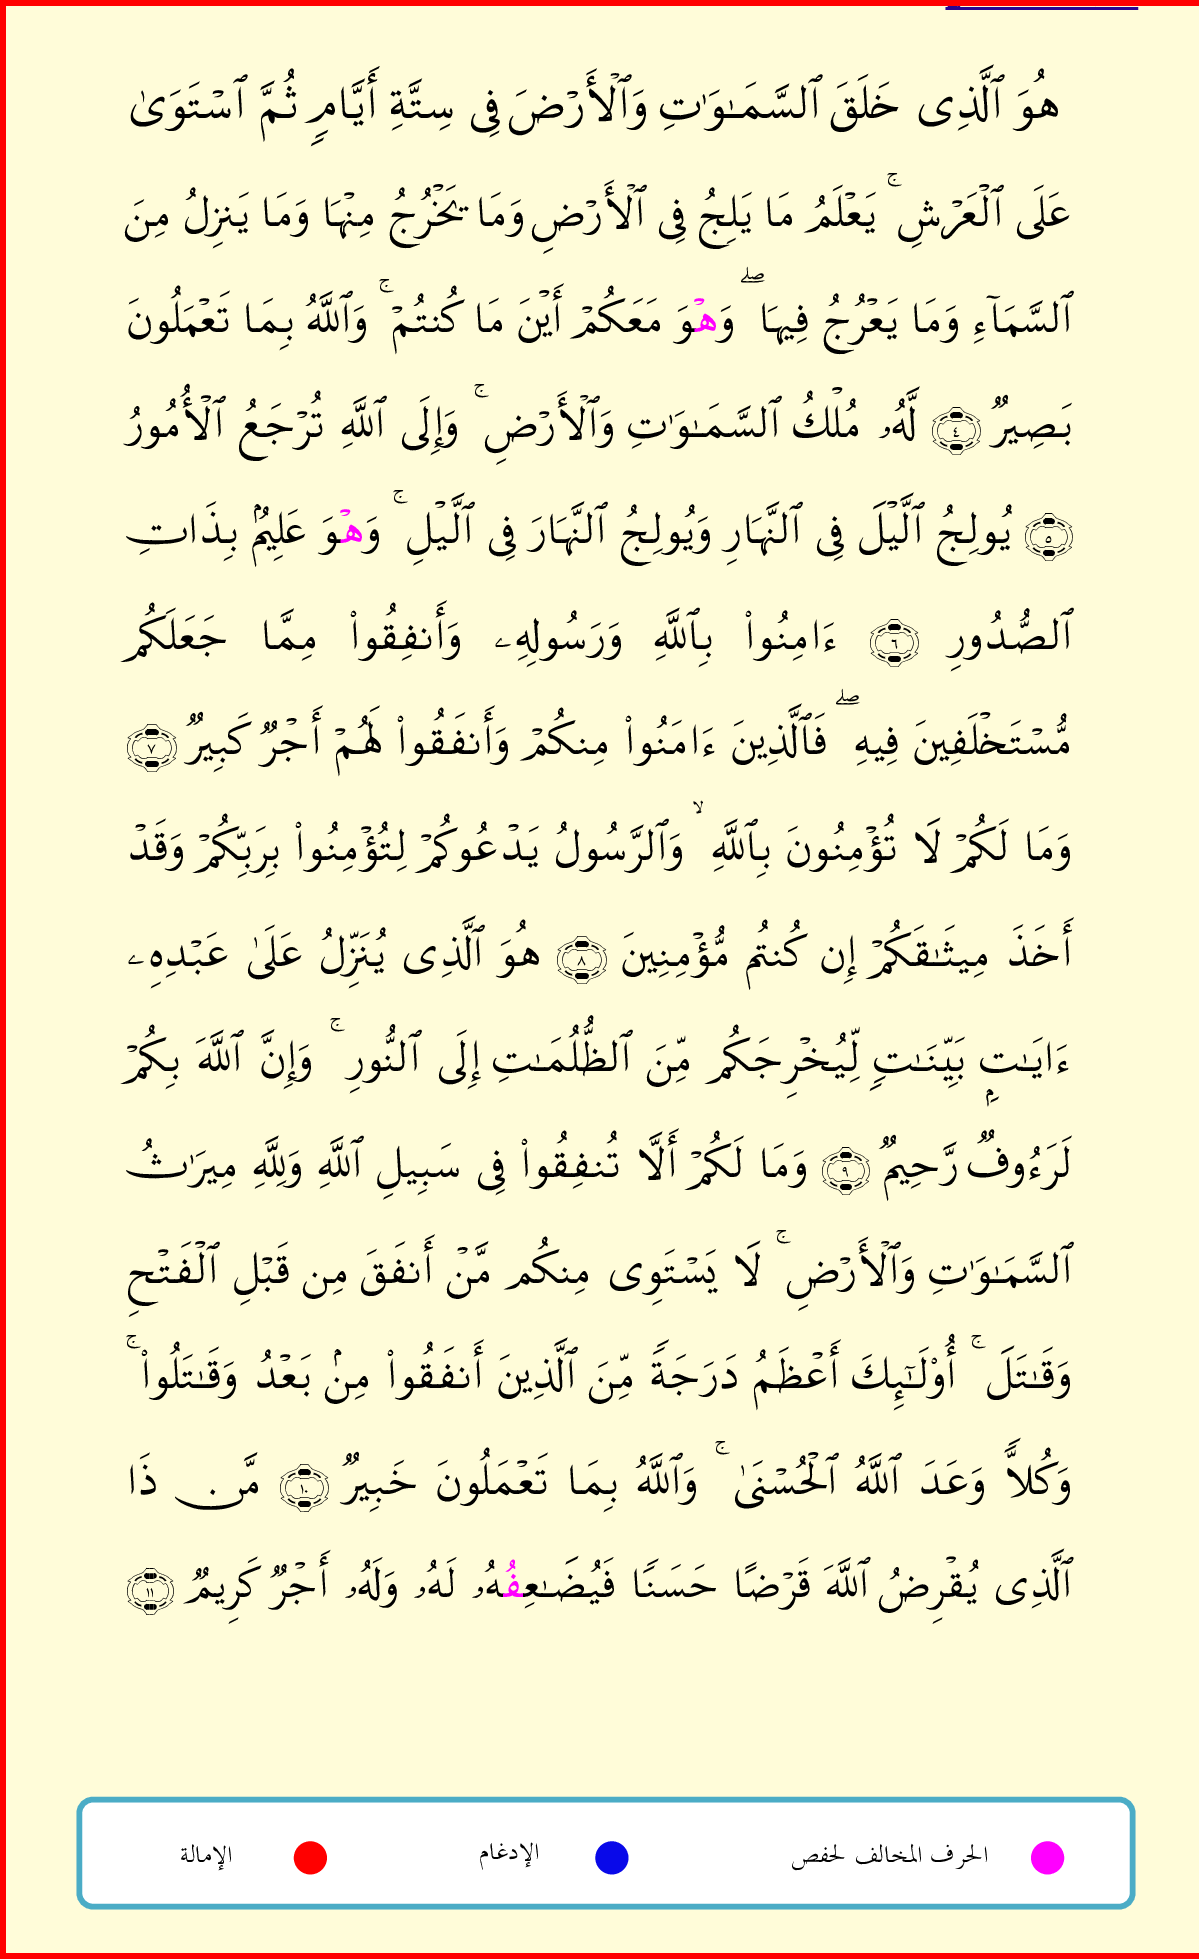 هُوَ ٱلَّذِى خَلَقَ ٱلسَّمَـٰوَٰتِ وَٱلْأَرْضَ فِى سِتَّةِ أَيَّامٍ ثُمَّ ٱسْتَوَىٰ
عَلَى ٱلْعَرْشِ ۚ يَعْلَمُ مَا يَلِجُ فِى ٱلْأَرْضِ وَمَا يَخْرُجُ مِنْهَا وَمَا يَنزِلُ مِنَ
ٱلسَّمَآءِ وَمَا يَعْرُجُ فِيهَا ۖ وَهْوَ مَعَكُمْ أَيْنَ مَا كُنتُمْ ۚ وَٱللَّهُ بِمَا تَعْمَلُونَ
بَصِيرٌ ٤ لَّهُۥ مُلْكُ ٱلسَّمَـٰوَٰتِ وَٱلْأَرْضِ ۚ وَإِلَى ٱللَّهِ تُرْجَعُ ٱلْأُمُورُ
٥ يُولِجُ ٱلَّيْلَ فِى ٱلنَّهَارِ وَيُولِجُ ٱلنَّهَارَ فِى ٱلَّيْلِ ۚ وَهْوَ عَلِيمٌۢ بِذَاتِ
ٱلصُّدُورِ ٦ ءَامِنُوا۟ بِٱللَّهِ وَرَسُولِهِۦ وَأَنفِقُوا۟ مِمَّا جَعَلَكُم
مُّسْتَخْلَفِينَ فِيهِ ۖ فَٱلَّذِينَ ءَامَنُوا۟ مِنكُمْ وَأَنفَقُوا۟ لَهُمْ أَجْرٌ كَبِيرٌ ٧
وَمَا لَكُمْ لَا تُؤْمِنُونَ بِٱللَّهِ ۙ وَٱلرَّسُولُ يَدْعُوكُمْ لِتُؤْمِنُوا۟ بِرَبِّكُمْ وَقَدْ
أَخَذَ مِيثَـٰقَكُمْ إِن كُنتُم مُّؤْمِنِينَ ٨ هُوَ ٱلَّذِى يُنَزِّلُ عَلَىٰ عَبْدِهِۦ
ءَايَـٰتٍۭ بَيِّنَـٰتٍ لِّيُخْرِجَكُم مِّنَ ٱلظُّلُمَـٰتِ إِلَى ٱلنُّورِ ۚ وَإِنَّ ٱللَّهَ بِكُمْ
لَرَءُوفٌ رَّحِيمٌ ٩ وَمَا لَكُمْ أَلَّا تُنفِقُوا۟ فِى سَبِيلِ ٱللَّهِ وَلِلَّهِ مِيرَٰثُ
ٱلسَّمَـٰوَٰتِ وَٱلْأَرْضِ ۚ لَا يَسْتَوِى مِنكُم مَّنْ أَنفَقَ مِن قَبْلِ ٱلْفَتْحِ
وَقَـٰتَلَ ۚ أُو۟لَـٰٓئِكَ أَعْظَمُ دَرَجَةً مِّنَ ٱلَّذِينَ أَنفَقُوا۟ مِنۢ بَعْدُ وَقَـٰتَلُوا۟ ۚ
وَكُلاًّ وَعَدَ ٱللَّهُ ٱلْحُسْنَىٰ ۚ وَٱللَّهُ بِمَا تَعْمَلُونَ خَبِيرٌ ١٠ مَّن ذَا
ٱلَّذِى يُقْرِضُ ٱللَّهَ قَرْضًا حَسَنًا فَيُضَـٰعِفُهُۥ لَهُۥ وَلَهُۥ أَجْرٌ كَرِيمٌ ١١
الحرف المخالف لحفص الإدغام الإمالة